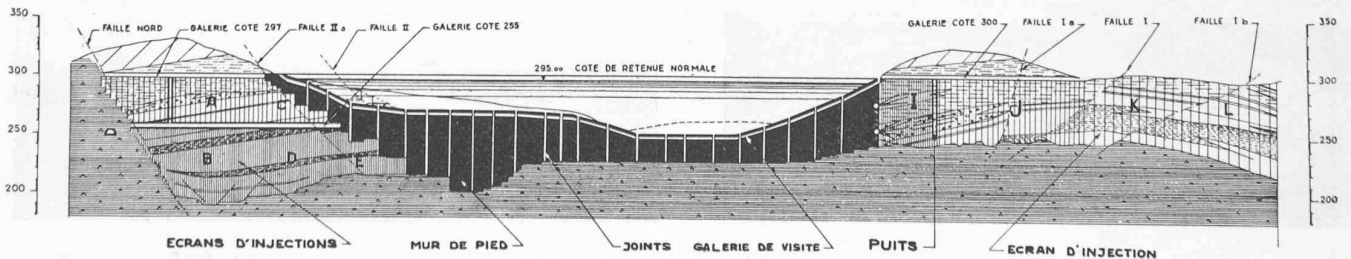 350
FAILLE NORD
GALERIE COTE 297
FAILLE II a
FAILLE II
GALERIE COTE 255
GALERIE COTE 300
FAILLE I a
FAILLE I
FAILLE I b
350
300
295.00 COTE DE RETENUE NORMALE
300
A
C
I
J
K
L
250
250
B
D
E
200
200
ECRANS D'INJECTIONS
MUR DE PIED
JOINTS
GALERIE DE VISITE
PUITS
ECRAN D'INJECTION